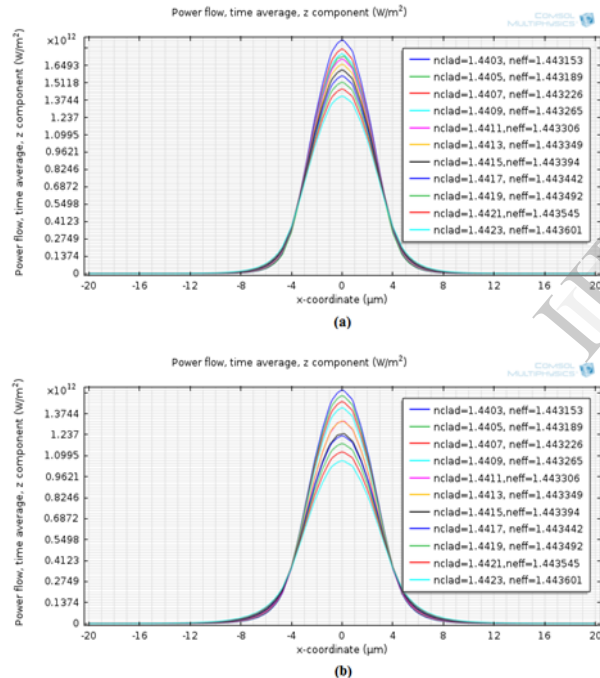 Power flow, time average, z component (W/m²)
COMSOL
MULTIPHYSICS
Power flow, time average, z component (W/m²)
×10¹²
1.6493
1.5118
1.3744
1.237
1.0995
0.9621
0.8246
0.6872
0.5498
0.4123
0.2749
0.1374
0
-20 -16 -12 -8 -4 0 4 8 12 16 20
x-coordinate (µm)
nclad=1.4403, neff=1.443153
nclad=1.4405, neff=1.443189
nclad=1.4407, neff=1.443226
nclad=1.4409, neff=1.443265
nclad=1.4411,neff=1.443306
nclad=1.4413, neff=1.443349
nclad=1.4415,neff=1.443394
nclad=1.4417, neff=1.443442
nclad=1.4419, neff=1.443492
nclad=1.4421,neff=1.443545
nclad=1.4423, neff=1.443601
(a)
Power flow, time average, z component (W/m²)
COMSOL
MULTIPHYSICS
Power flow, time average, z component (W/m²)
×10¹²
1.3744
1.237
1.0995
0.9621
0.8246
0.6872
0.5498
0.4123
0.2749
0.1374
0
-20 -16 -12 -8 -4 0 4 8 12 16 20
x-coordinate (µm)
nclad=1.4403, neff=1.443153
nclad=1.4405, neff=1.443189
nclad=1.4407, neff=1.443226
nclad=1.4409, neff=1.443265
nclad=1.4411,neff=1.443306
nclad=1.4413, neff=1.443349
nclad=1.4415,neff=1.443394
nclad=1.4417, neff=1.443442
nclad=1.4419, neff=1.443492
nclad=1.4421,neff=1.443545
nclad=1.4423, neff=1.443601
(b)